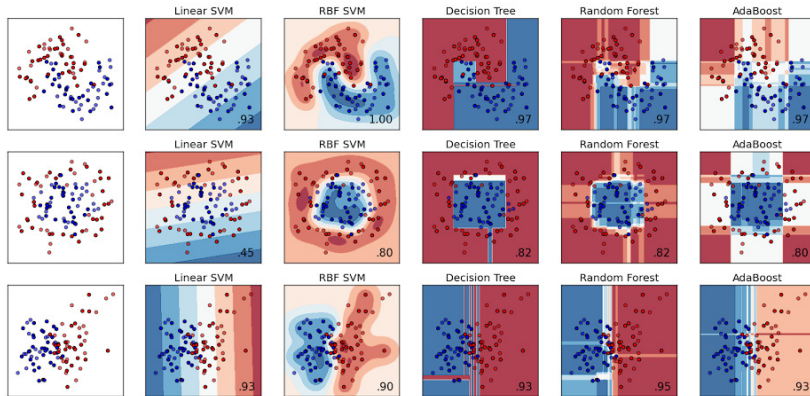 Linear SVM RBF SVM Decision Tree Random Forest AdaBoost
.93 1.00 .97 .97 .97
Linear SVM RBF SVM Decision Tree Random Forest AdaBoost
.45 .80 .82 .82 .80
Linear SVM RBF SVM Decision Tree Random Forest AdaBoost
.93 .90 .93 .95 .93